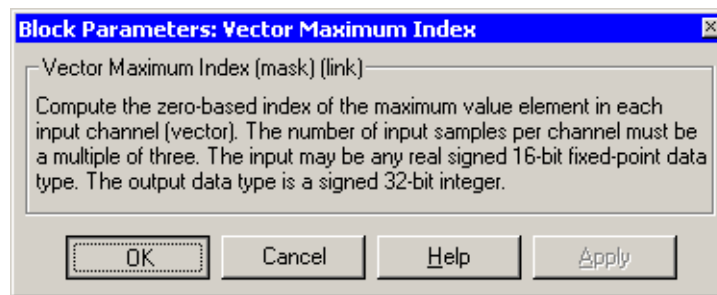 Block Parameters: Vector Maximum Index
Vector Maximum Index (mask) (link)
Compute the zero-based index of the maximum value element in each
input channel (vector). The number of input samples per channel must be
a multiple of three. The input may be any real signed 16-bit fixed-point data
type. The output data type is a signed 32-bit integer.
OK Cancel Help Apply